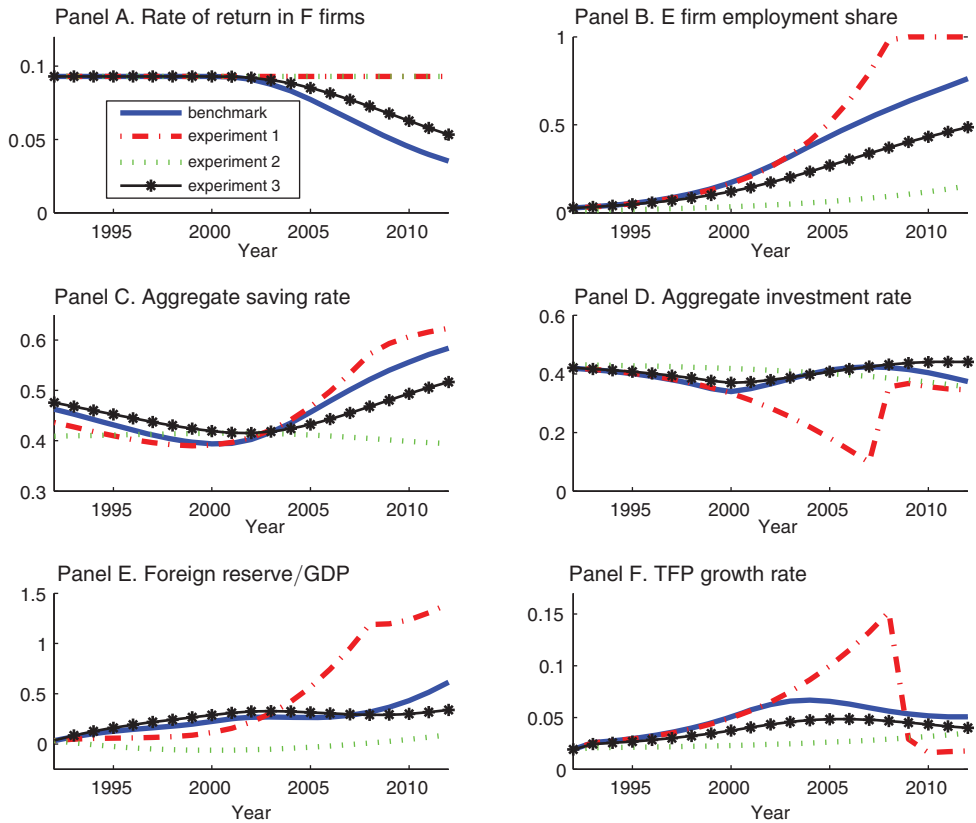 Panel A. Rate of return in F firms
0.1
0.05
0
benchmark
experiment 1
experiment 2
experiment 3
1995 2000 2005 2010
Year
Panel B. E firm employment share
1
0.5
0
1995 2000 2005 2010
Year
Panel C. Aggregate saving rate
0.6
0.5
0.4
0.3
1995 2000 2005 2010
Year
Panel D. Aggregate investment rate
0.6
0.4
0.2
0
1995 2000 2005 2010
Year
Panel E. Foreign reserve/GDP
1.5
1
0.5
0
1995 2000 2005 2010
Year
Panel F. TFP growth rate
0.15
0.1
0.05
0
1995 2000 2005 2010
Year